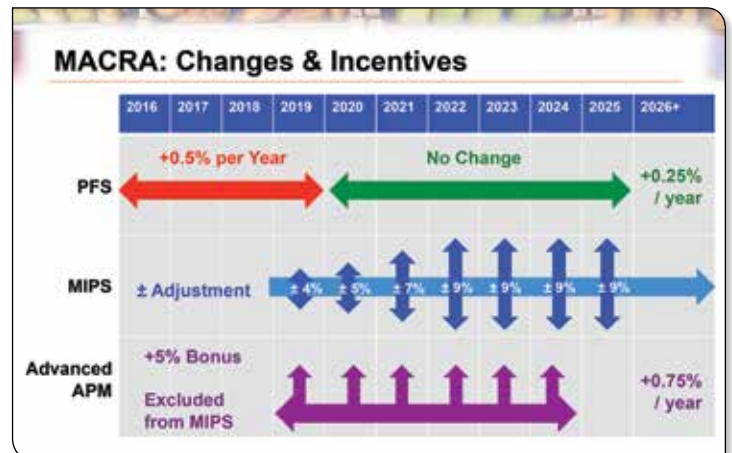 MACRA: Changes & Incentives
2016 2017 2018 2019 2020 2021 2022 2023 2024 2025 2026+
PFS
+0.5% per Year
No Change
+0.25%
/ year
MIPS
± Adjustment
± 4% ± 5% ± 7% ± 9% ± 9% ± 9% ± 9%
Advanced
APM
+5% Bonus
Excluded
from MIPS
+0.75%
/ year